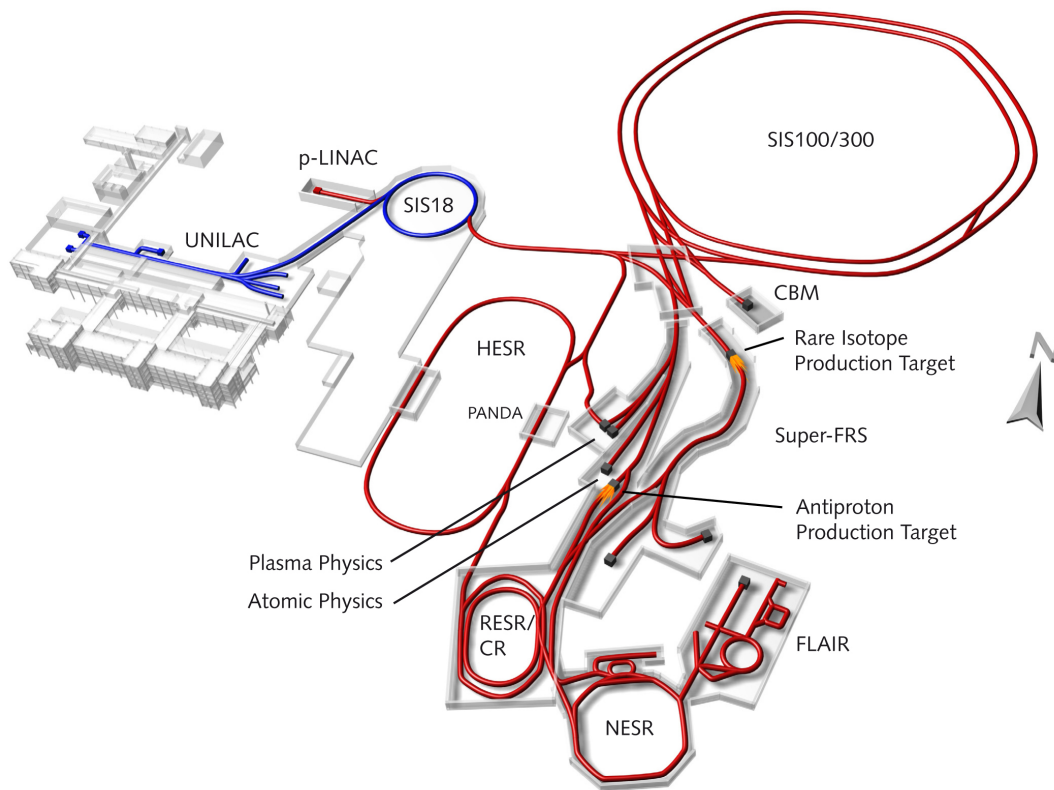 SIS100/300
p-LINAC
SIS18
UNILAC
CBM
Rare Isotope
Production Target
HESR
PANDA
Super-FRS
Antiproton
Production Target
Plasma Physics
Atomic Physics
RESR/
CR
FLAIR
NESR
N